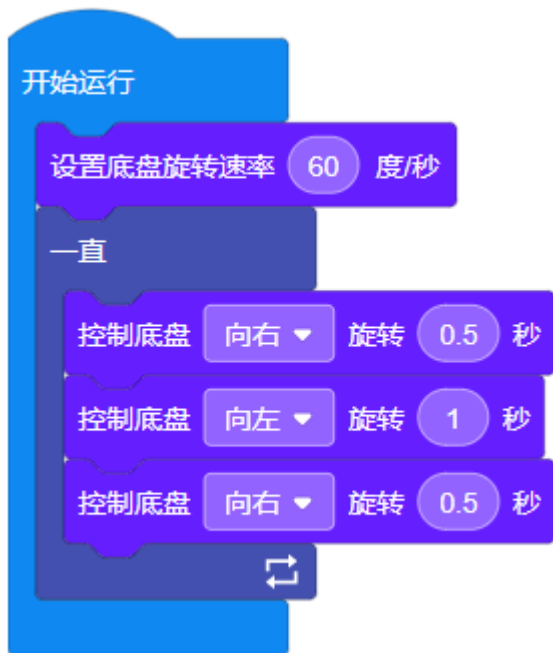 开始运行
设置底盘旋转速率 60 度/秒
一直
控制底盘 向右 旋转 0.5 秒
控制底盘 向左 旋转 1 秒
控制底盘 向右 旋转 0.5 秒